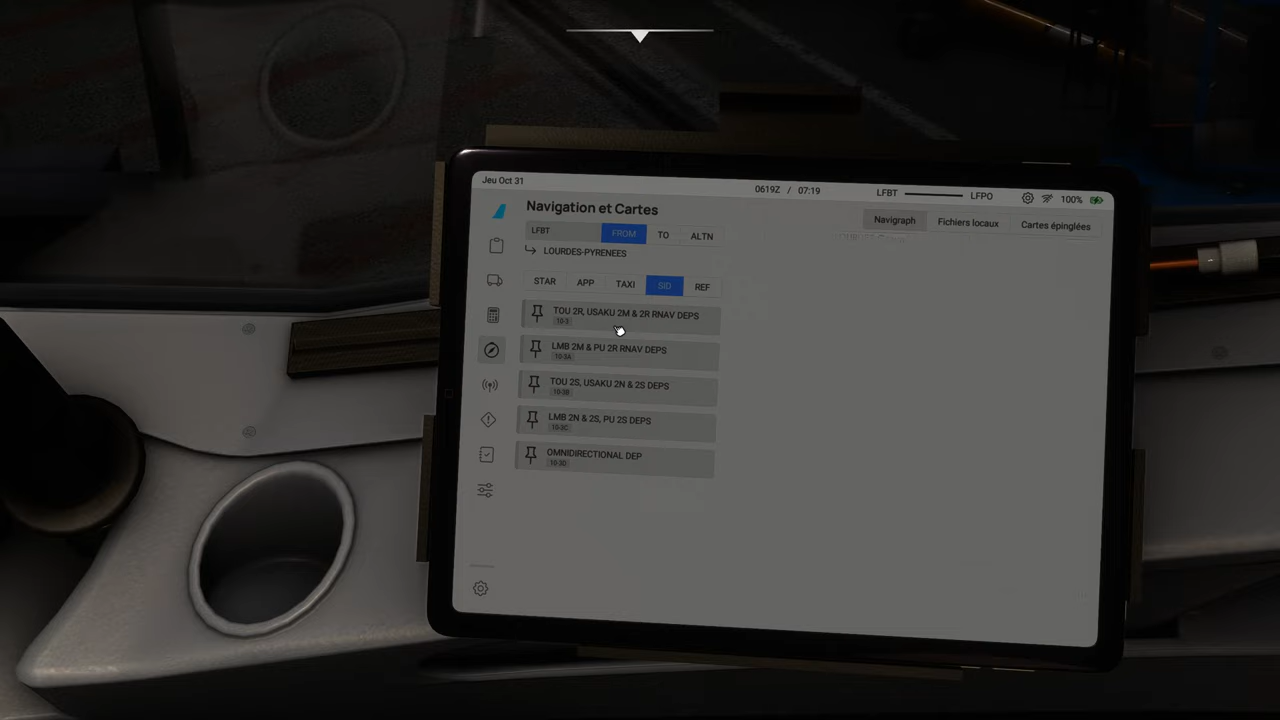 Jeu Oct 31
0619Z / 07:19
LFBT
LFPO
100%
Navigation et Cartes
Navigraph
Fichiers locaux
Cartes épinglées
LFBT
FROM
TO
ALTN
LOURDES-PYRENEES
STAR
APP
TAXI
SID
REF
TOU 2R, USAKU 2M & 2R RNAV DEPS
10-3
LMB 2M & PU 2R RNAV DEPS
10-3A
TOU 2S, USAKU 2N & 2S DEPS
10-3B
LMB 2N & 2S, PU 2S DEPS
10-3C
OMNIDIRECTIONAL DEP
10-3D